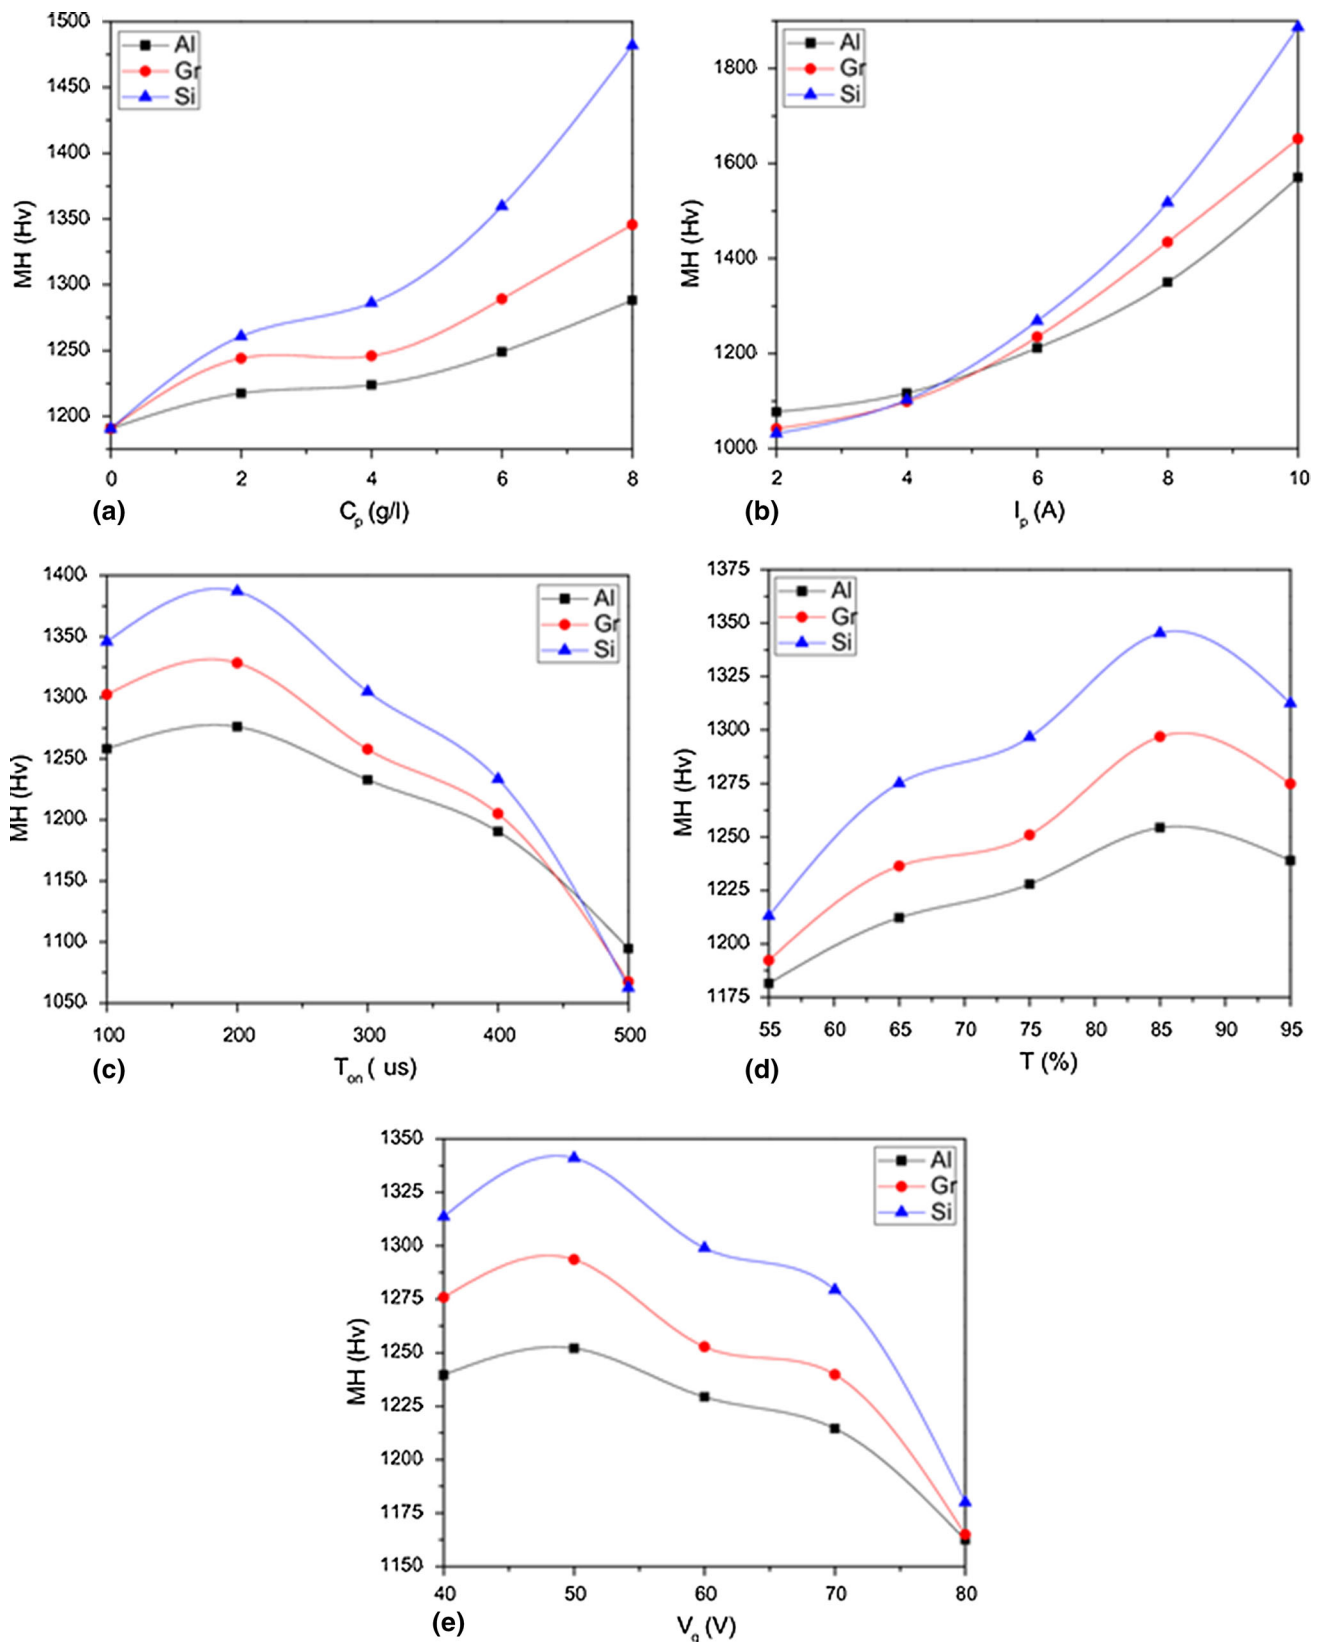 1500
1450
1400
1350
1300
1250
1200
MH (Hv)
Al
Gr
Si
0 2 4 6 8
Cp (g/l)
(a)
1800
1600
1400
1200
1000
MH (Hv)
Al
Gr
Si
2 4 6 8 10
Ip (A)
(b)
1400
1350
1300
1250
1200
1150
1100
1050
MH (Hv)
Al
Gr
Si
100 200 300 400 500
Ton ( us)
(c)
1375
1350
1325
1300
1275
1250
1225
1200
1175
MH (Hv)
Al
Gr
Si
55 60 65 70 75 80 85 90 95
T (%)
(d)
1350
1325
1300
1275
1250
1225
1200
1175
1150
MH (Hv)
Al
Gr
Si
40 50 60 70 80
Vg (V)
(e)